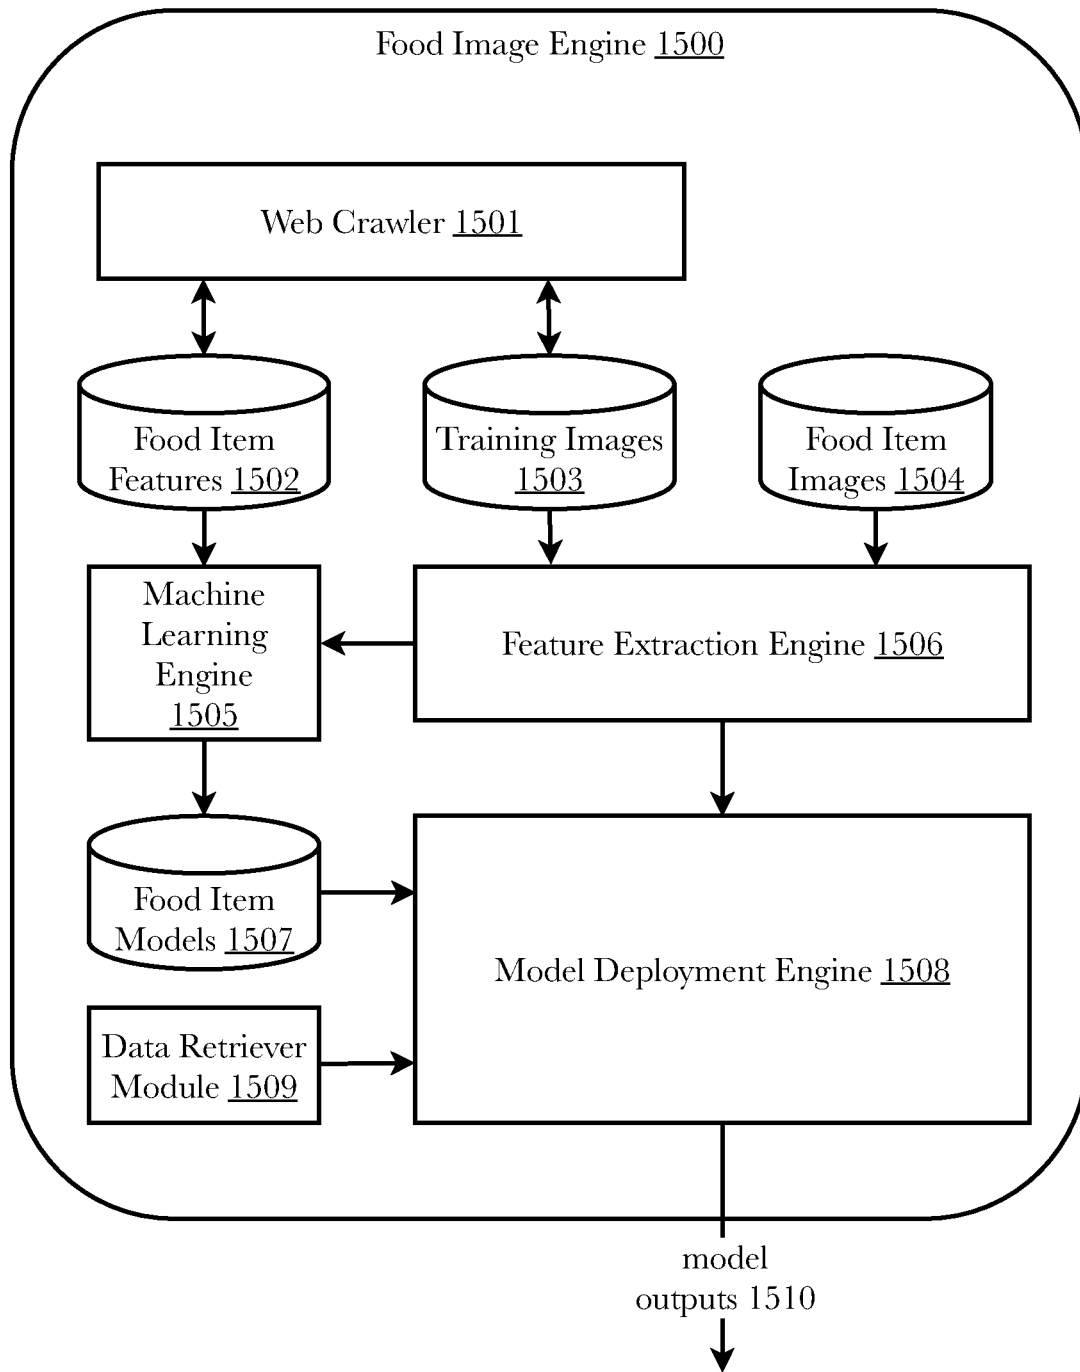 Food Image Engine 1500
Web Crawler 1501
Food Item
Features 1502
Training Images
1503
Food Item
Images 1504
Machine
Learning
Engine
1505
Feature Extraction Engine 1506
Food Item
Models 1507
Model Deployment Engine 1508
Data Retriever
Module 1509
model
outputs 1510